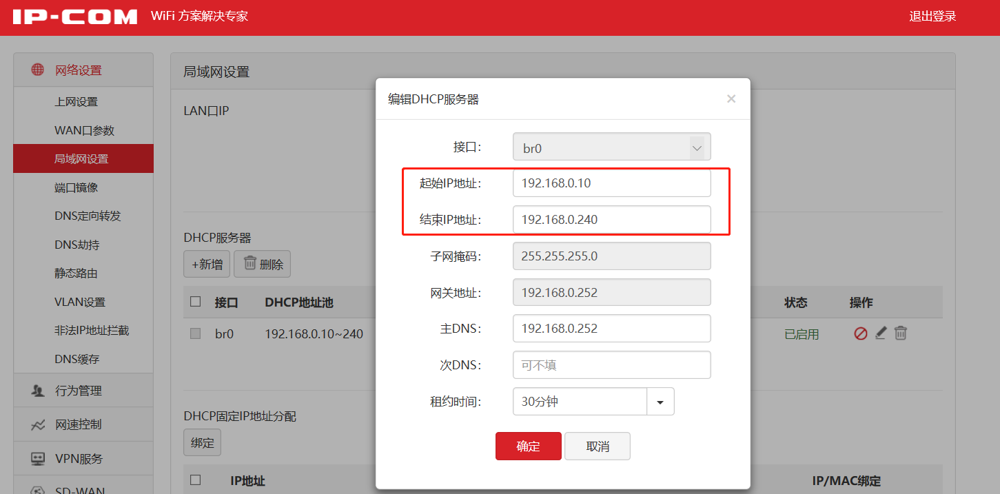 IP-COM WiFi 方案解决专家 退出登录
网络设置
上网设置
WAN口参数
局域网设置
端口镜像
DNS定向转发
DNS劫持
静态路由
VLAN设置
非法IP地址拦截
DNS缓存
行为管理
网速控制
VPN服务
SD-WAN
局域网设置
LAN口IP
DHCP服务器
+新增 删除
接口 DHCP地址池 状态 操作
br0 192.168.0.10~240 已启用
DHCP固定IP地址分配
绑定
IP地址 IP/MAC绑定
编辑DHCP服务器 ×
接口: br0
起始IP地址: 192.168.0.10
结束IP地址: 192.168.0.240
子网掩码: 255.255.255.0
网关地址: 192.168.0.252
主DNS: 192.168.0.252
次DNS: 可不填
租约时间: 30分钟
确定 取消